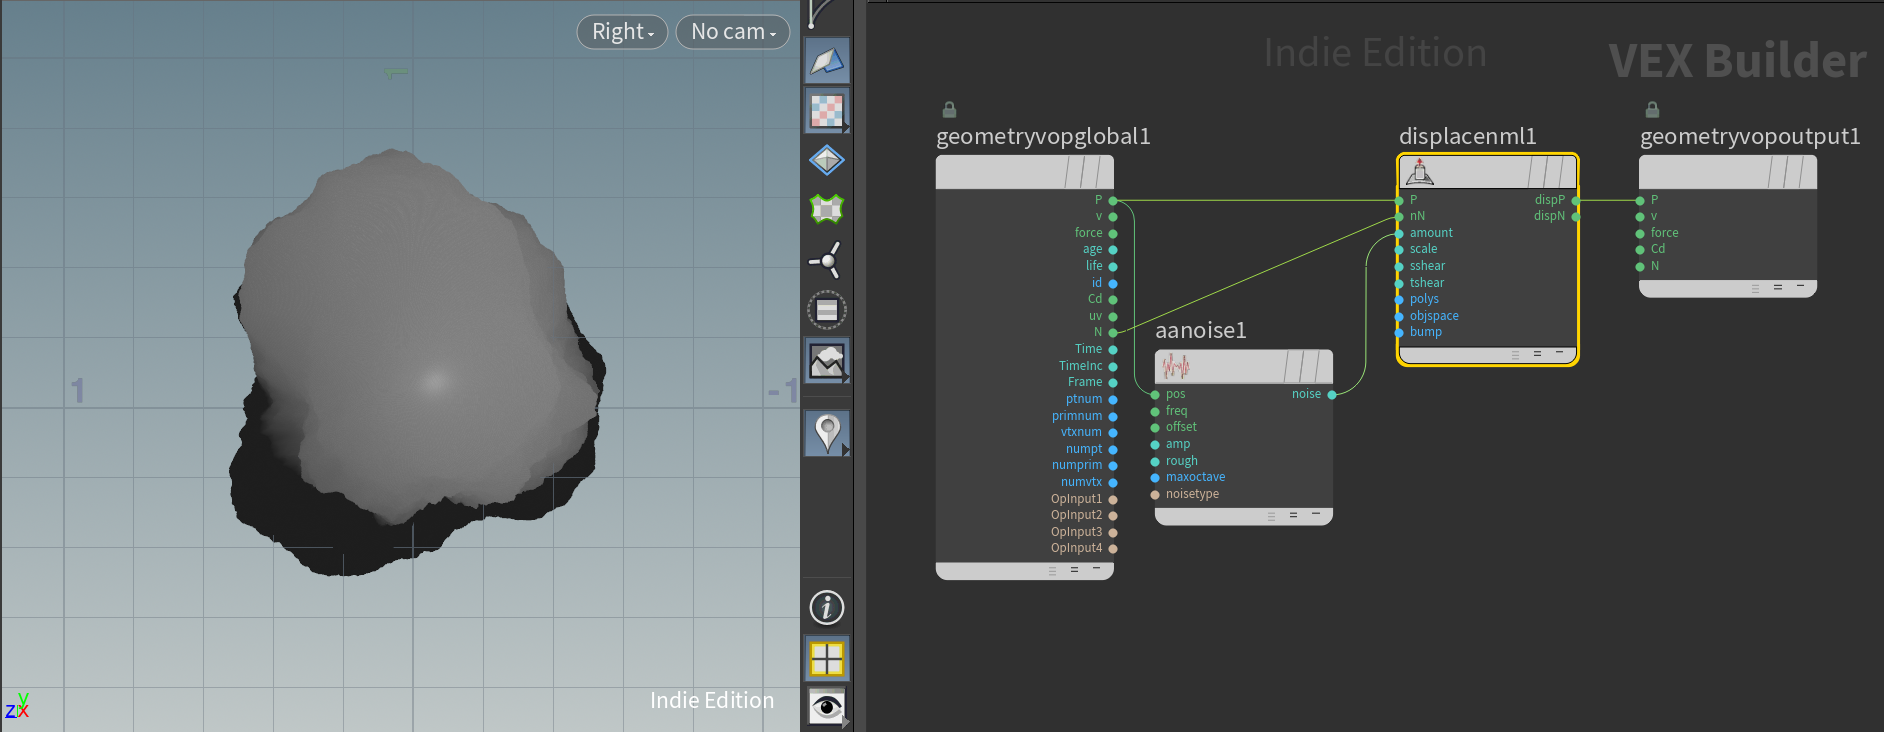 Right
No cam
1
-1
Indie Edition
y
zx
Indie Edition
VEX Builder
geometryvopglobal1
P
v
force
age
life
id
Cd
uv
N
Time
TimeInc
Frame
ptnum
primnum
vtxnum
numpt
numprim
numvtx
OpInput1
OpInput2
OpInput3
OpInput4
aanoise1
pos noise
freq
offset
amp
rough
maxoctave
noisetype
displacenml1
P dispP
nN dispN
amount
scale
sshear
tshear
polys
objspace
bump
geometryvopoutput1
P
v
force
Cd
N